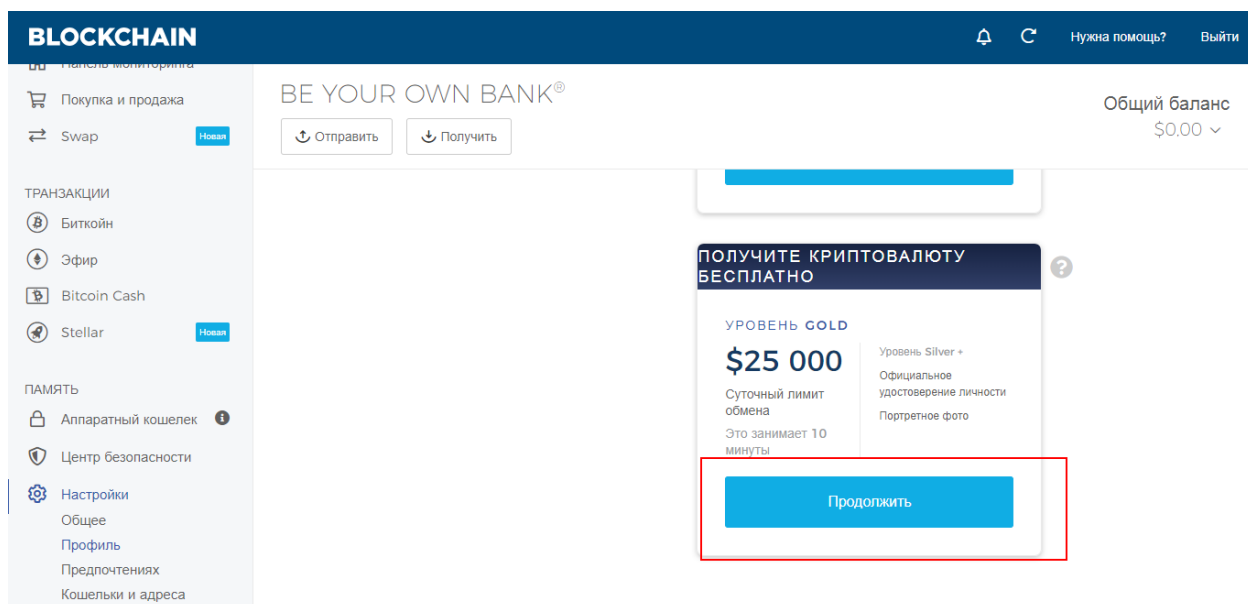 BLOCKCHAIN
Нужна помощь?
Выйти
Панель мониторинга
Покупка и продажа
Swap
Новая
ТРАНЗАКЦИИ
Биткойн
Эфир
Bitcoin Cash
Stellar
Новая
ПАМЯТЬ
Аппаратный кошелек
Центр безопасности
Настройки
Общее
Профиль
Предпочтениях
Кошельки и адреса
BE YOUR OWN BANK®
Отправить
Получить
Общий баланс
$0.00
ПОЛУЧИТЕ КРИПТОВАЛЮТУ
БЕСПЛАТНО
УРОВЕНЬ GOLD
$25 000
Суточный лимит
обмена
Это занимает 10
минуты
Уровень Silver +
Официальное
удостоверение личности
Портретное фото
Продолжить